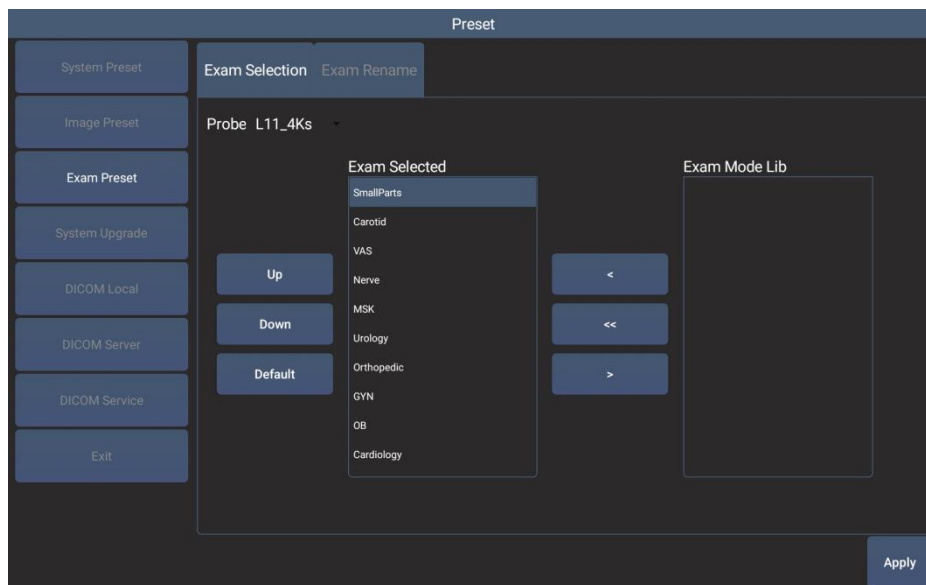 Preset
System Preset
Image Preset
Exam Preset
System Upgrade
DICOM Local
DICOM Server
DICOM Service
Exit
Exam Selection
Exam Rename
Probe L11_4Ks
Up
Down
Default
Exam Selected
SmallParts
Carotid
VAS
Nerve
MSK
Urology
Orthopedic
GYN
OB
Cardiology
<
<<
>
Exam Mode Lib
Apply